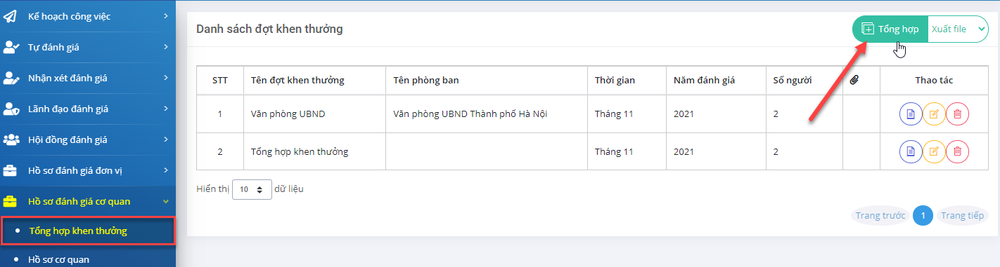 Kế hoạch công việc
Tự đánh giá
Nhận xét đánh giá
Lãnh đạo đánh giá
Hội đồng đánh giá
Hồ sơ đánh giá đơn vị
Hồ sơ đánh giá cơ quan
Tổng hợp khen thưởng
Hồ sơ cơ quan
Danh sách đợt khen thưởng
Tổng hợp Xuất file
STT Tên đợt khen thưởng Tên phòng ban Thời gian Năm đánh giá Số người Thao tác
1 Văn phòng UBND Văn phòng UBND Thành phố Hà Nội Tháng 11 2021 2
2 Tổng hợp khen thưởng Tháng 11 2021 2
Hiển thị 10 dữ liệu
Trang trước 1 Trang tiếp